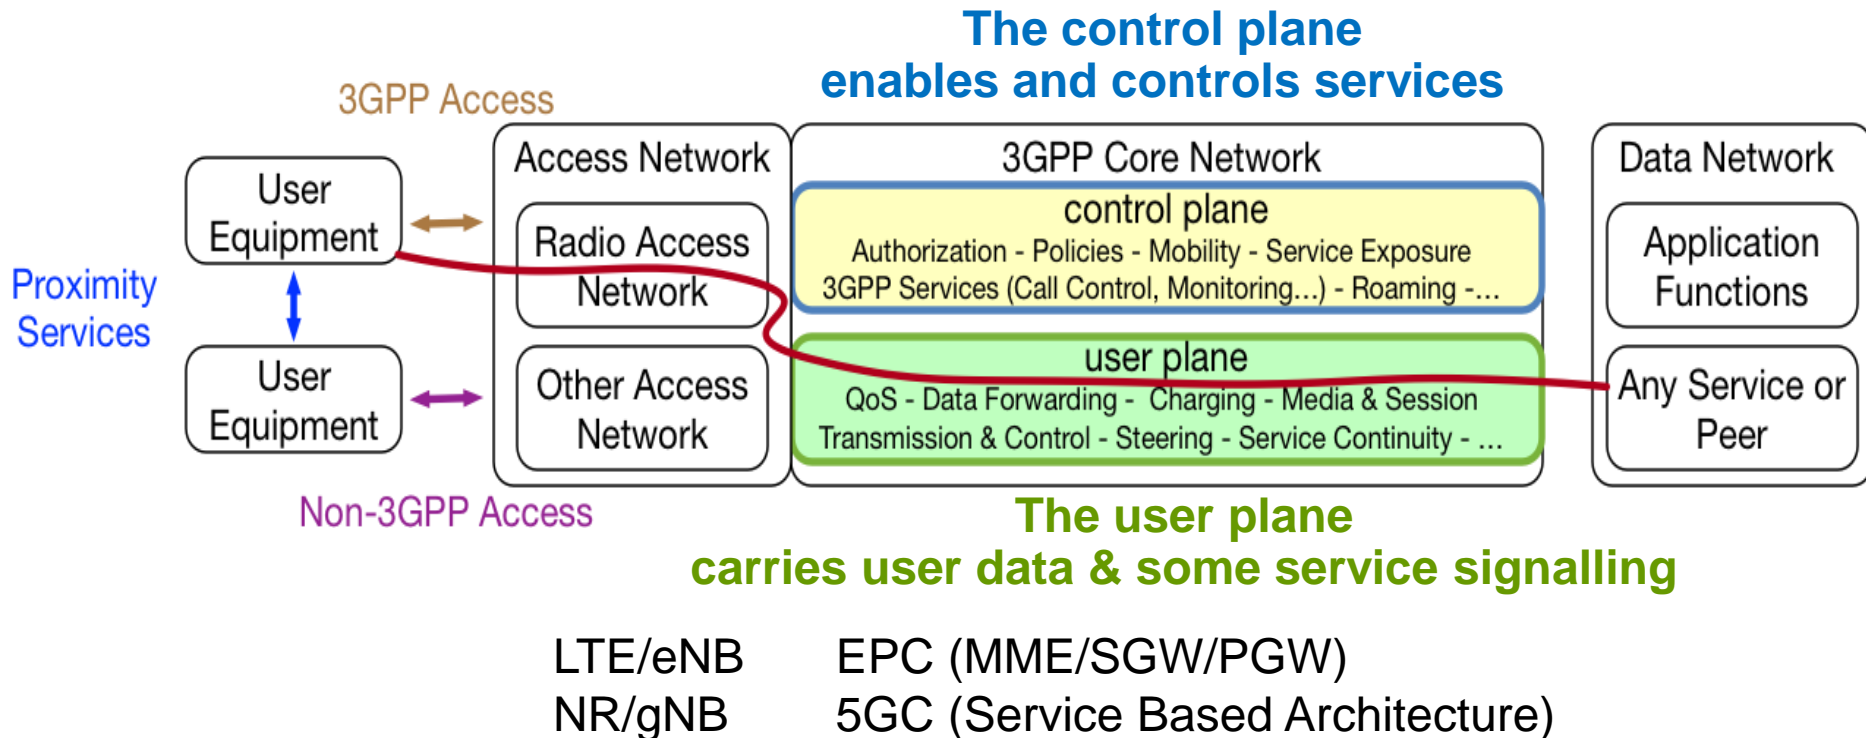 The control plane
enables and controls services
3GPP Access
Access Network
3GPP Core Network
Data Network
User
Equipment
Radio Access
Network
control plane
Authorization - Policies - Mobility - Service Exposure
3GPP Services (Call Control, Monitoring...) - Roaming -...
Application
Functions
Proximity
Services
User
Equipment
Other Access
Network
user plane
QoS - Data Forwarding - Charging - Media & Session
Transmission & Control - Steering - Service Continuity - ...
Any Service or
Peer
Non-3GPP Access
The user plane
carries user data & some service signalling
LTE/eNB EPC (MME/SGW/PGW)
NR/gNB 5GC (Service Based Architecture)